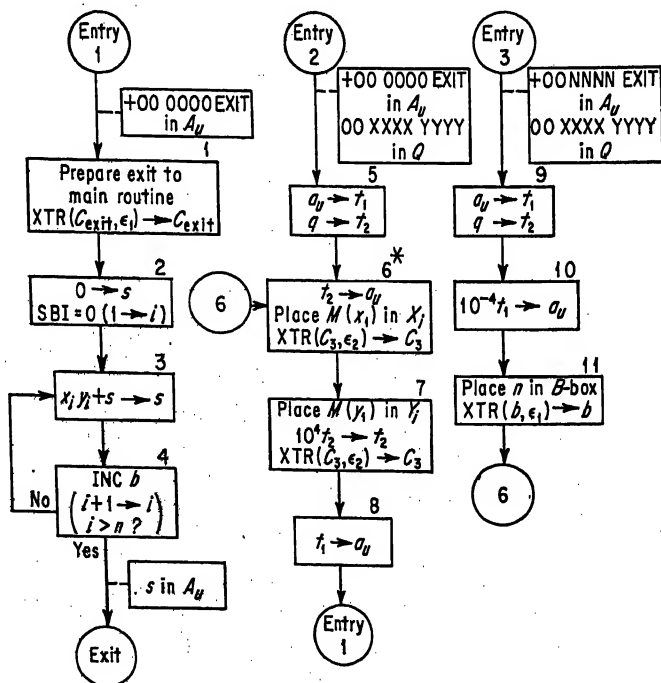 Entry
1
+00 0000 EXIT
in A_u
1
Prepare exit to
main routine
XTR(C_exit, ϵ_1) → C_exit
2
0 → s
SBI = 0 (1 → i)
3
x_i y_i + s → s
4
INC b
(i+1 → i
i > n ?)
No
Yes
s in A_u
Exit
Entry
2
+00 0000 EXIT
in A_u
00 XXXX YYYY
in Q
5
a_u → t_1
q → t_2
6*
6
t_2 → a_u
Place M(x_1) in X_i
XTR(C_3, ϵ_2) → C_3
7
Place M(y_1) in Y_i
10^4 t_2 → t_2
XTR(C_3, ϵ_2) → C_3
8
t_1 → a_u
Entry
1
Entry
3
+00 NNNN EXIT
in A_u
00 XXXX YYYY
in Q
9
a_u → t_1
q → t_2
10
10^-4 t_1 → a_u
11
Place n in B-box
XTR(b, ϵ_1) → b
6